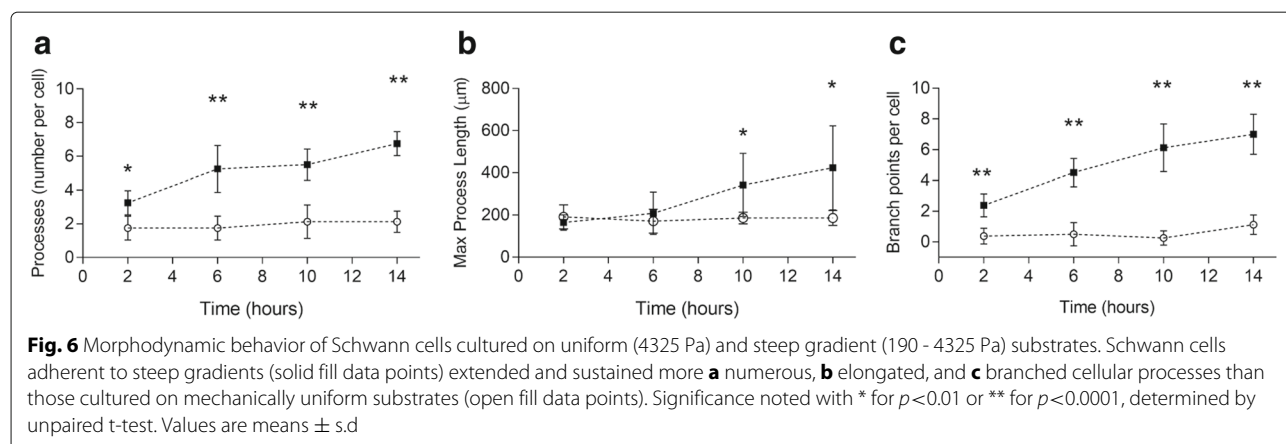 a
b
c
Processes (number per cell)
10
8
6
4
2
0
*
**
**
**
0 2 4 6 8 10 12 14
Time (hours)
Max Process Length (μm)
800
600
400
200
0
*
*
0 2 4 6 8 10 12 14
Time (hours)
Branch points per cell
10
8
6
4
2
0
**
**
**
**
0 2 4 6 8 10 12 14
Time (hours)
Fig. 6 Morphodynamic behavior of Schwann cells cultured on uniform (4325 Pa) and steep gradient (190 - 4325 Pa) substrates. Schwann cells
adherent to steep gradients (solid fill data points) extended and sustained more a numerous, b elongated, and c branched cellular processes than
those cultured on mechanically uniform substrates (open fill data points). Significance noted with * for p<0.01 or ** for p<0.0001, determined by
unpaired t-test. Values are means ± s.d